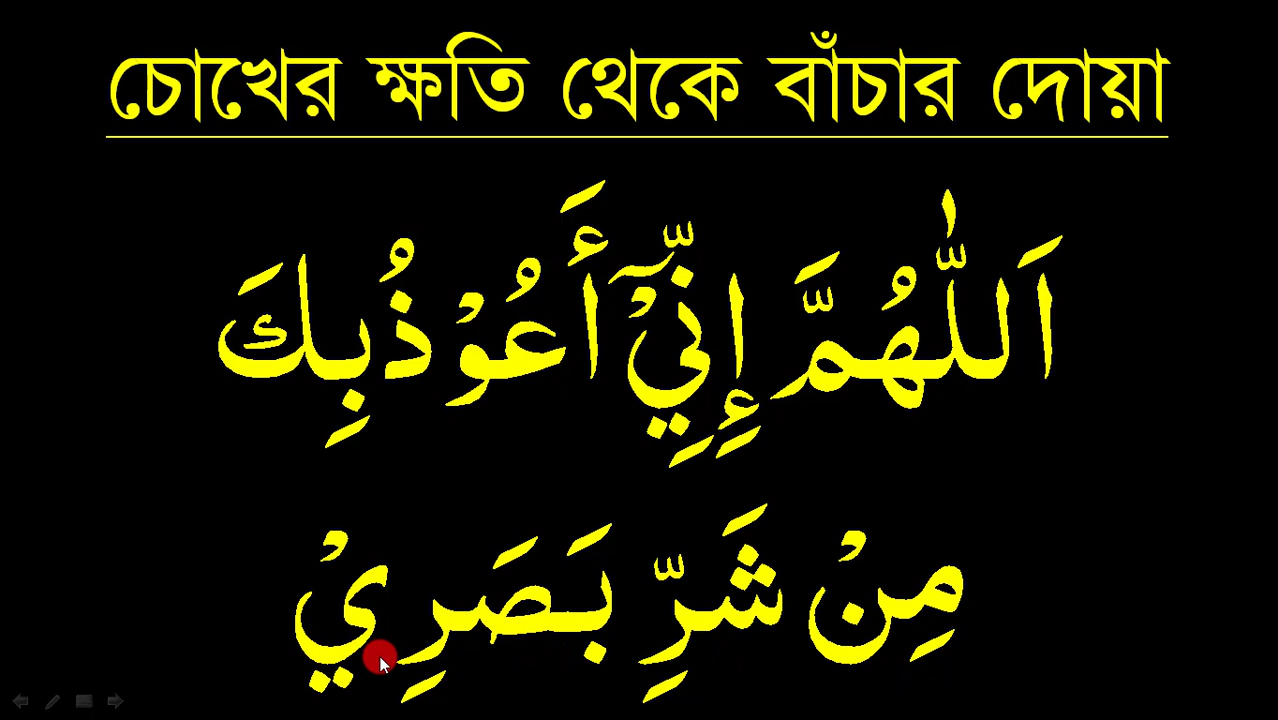 চোখের ক্ষতি থেকে বাঁচার দোয়া
اَللّٰهُمَّ إِنِّيْٓ أَعُوْذُبِكَ
مِنْ شَرِّ بَصَرِيْ